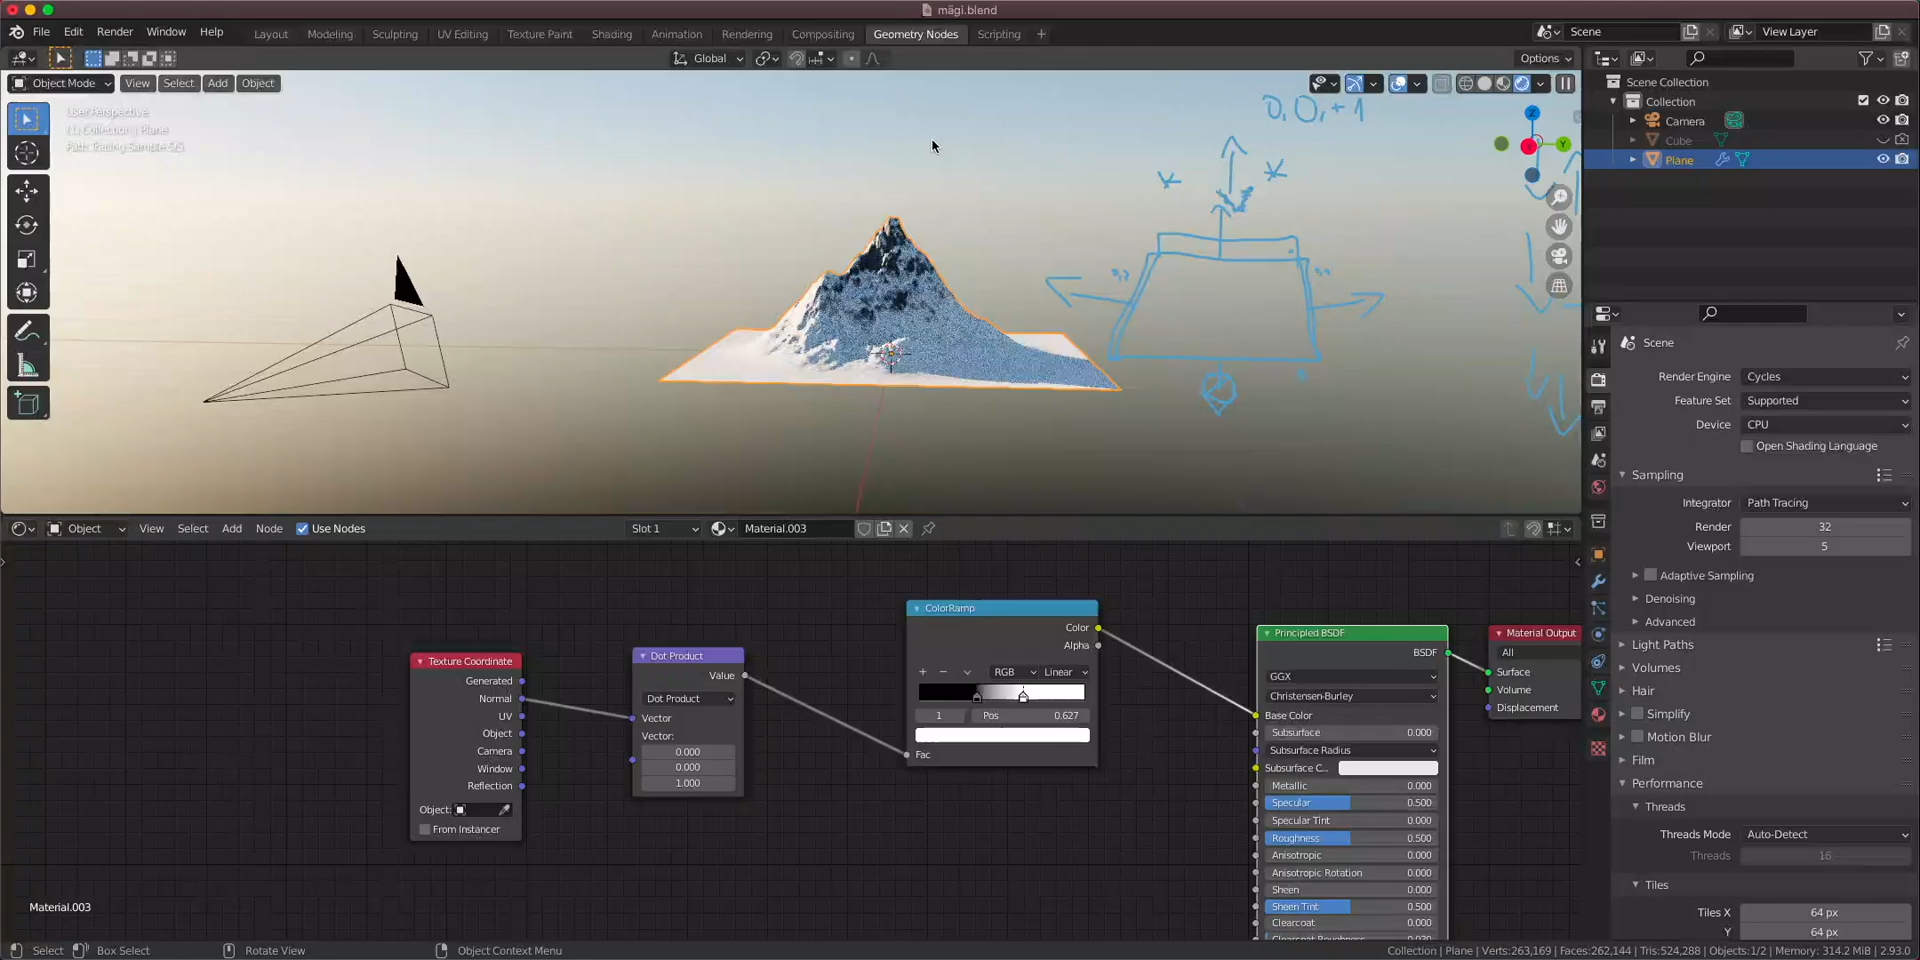 mägi.blend
File Edit Render Window Help
Layout Modeling Sculpting UV Editing Texture Paint Shading Animation Rendering Compositing Geometry Nodes Scripting +
Scene
View Layer
Global
Options
Object Mode View Select Add Object
User Perspective
(1) Collection | Plane
Path Tracing Sample 5/5
0,0,+1
Scene Collection
Collection
Camera
Cube
Plane
Scene
Render Engine Cycles
Feature Set Supported
Device CPU
Open Shading Language
Sampling
Integrator Path Tracing
Render 32
Viewport 5
Adaptive Sampling
Denoising
Advanced
Light Paths
Volumes
Hair
Simplify
Motion Blur
Film
Performance
Threads
Threads Mode Auto-Detect
Threads 16
Tiles
Tiles X 64 px
Y 64 px
Object View Select Add Node Use Nodes
Slot 1
Material.003
Texture Coordinate
Generated
Normal
UV
Object
Camera
Window
Reflection
Object:
From Instancer
Dot Product
Value
Dot Product
Vector
Vector:
0.000
0.000
1.000
ColorRamp
Color
Alpha
+ − RGB Linear
1 Pos 0.627
Fac
Principled BSDF
BSDF
GGX
Christensen-Burley
Base Color
Subsurface 0.000
Subsurface Radius
Subsurface C...
Metallic 0.000
Specular 0.500
Specular Tint 0.000
Roughness 0.500
Anisotropic 0.000
Anisotropic Rotation 0.000
Sheen 0.000
Sheen Tint 0.500
Clearcoat 0.000
Clearcoat Roughness 0.030
Material Output
All
Surface
Volume
Displacement
Material.003
Select Box Select Rotate View Object Context Menu
Collection | Plane | Verts:263,169 | Faces:262,144 | Tris:524,288 | Objects:1/2 | Memory: 314.2 MiB | 2.93.0